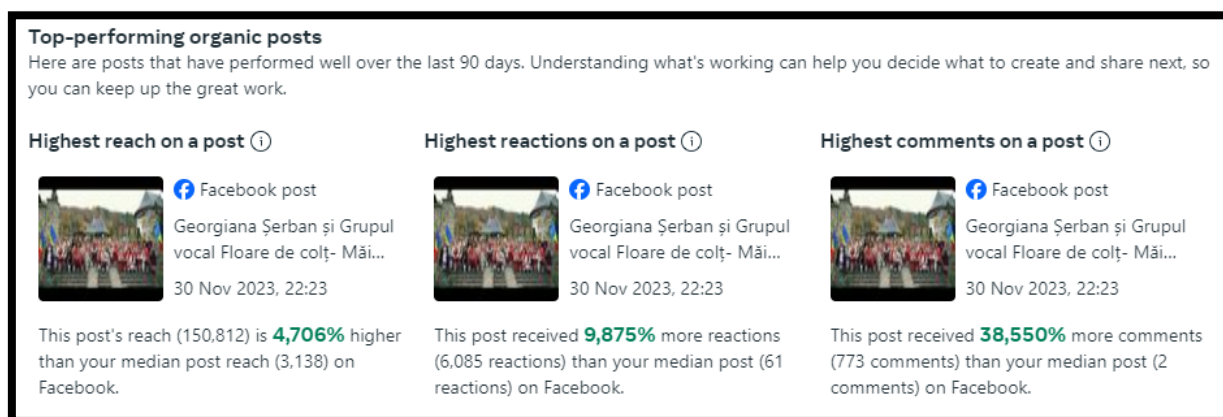 Top-performing organic posts
Here are posts that have performed well over the last 90 days. Understanding what's working can help you decide what to create and share next, so
you can keep up the great work.
Highest reach on a post
Facebook post
Georgiana Șerban și Grupul
vocal Floare de colț- Măi...
30 Nov 2023, 22:23
This post's reach (150,812) is 4,706% higher
than your median post reach (3,138) on
Facebook.
Highest reactions on a post
Facebook post
Georgiana Șerban și Grupul
vocal Floare de colț- Măi...
30 Nov 2023, 22:23
This post received 9,875% more reactions
(6,085 reactions) than your median post (61
reactions) on Facebook.
Highest comments on a post
Facebook post
Georgiana Șerban și Grupul
vocal Floare de colț- Măi...
30 Nov 2023, 22:23
This post received 38,550% more comments
(773 comments) than your median post (2
comments) on Facebook.